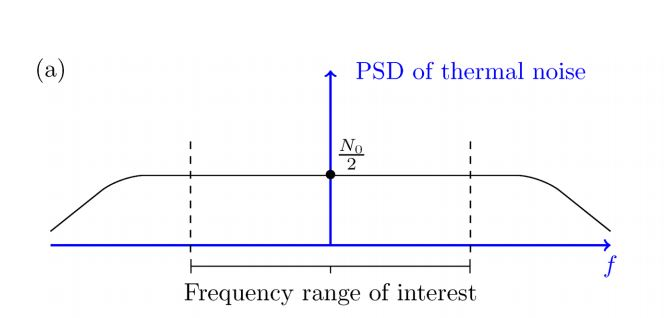 (a)
PSD of thermal noise
N₀/2
f
Frequency range of interest